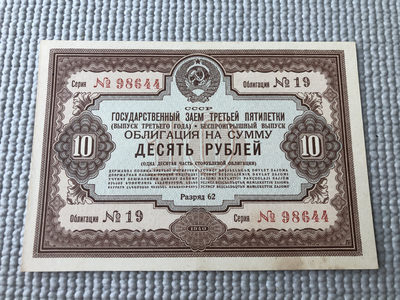 Серия № 98644 Облигация № 19
СССР
ГОСУДАРСТВЕННЫЙ ЗАЕМ ТРЕТЬЕЙ ПЯТИЛЕТКИ
(ВЫПУСК ТРЕТЬЕГО ГОДА) • БЕСПРОИГРЫШНЫЙ ВЫПУСК
ОБЛИГАЦИЯ НА СУММУ
10 ДЕСЯТЬ РУБЛЕЙ 10
(ОДНА ДЕСЯТАЯ ЧАСТЬ СТОРУБЛЕВОЙ ОБЛИГАЦИИ)
Разряд 62
Облигация № 19 Серия № 98644
1940